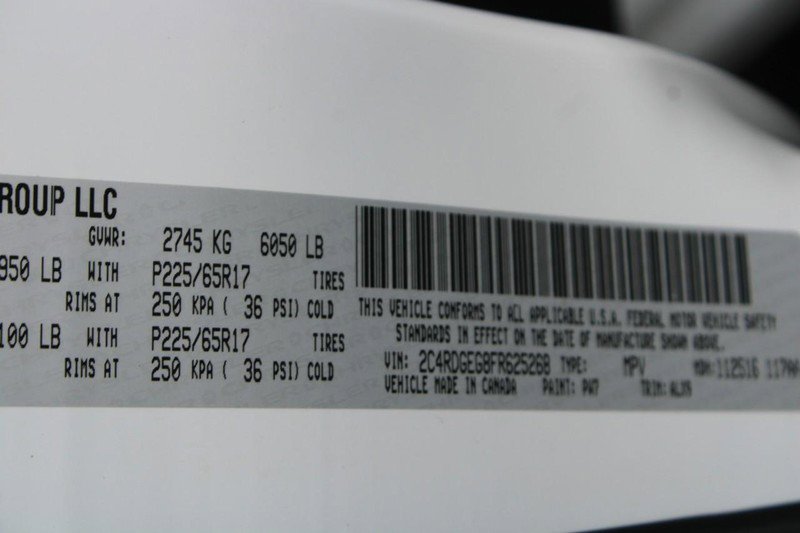 ROUP LLC
GVWR: 2745 KG 6050 LB
950 LB WITH P225/65R17 TIRES
RIMS AT 250 KPA ( 36 PSI) COLD
100 LB WITH P225/65R17 TIRES
RIMS AT 250 KPA ( 36 PSI) COLD
THIS VEHICLE CONFORMS TO ALL APPLICABLE U.S.A. FEDERAL MOTOR VEHICLE SAFETY
STANDARDS IN EFFECT ON THE DATE OF MANUFACTURE SHOWN ABOVE.
VIN: 2C4RDGEG8FR625268 TYPE: MPV MDH: 112516
VEHICLE MADE IN CANADA PAINT: PW7 TRIM: